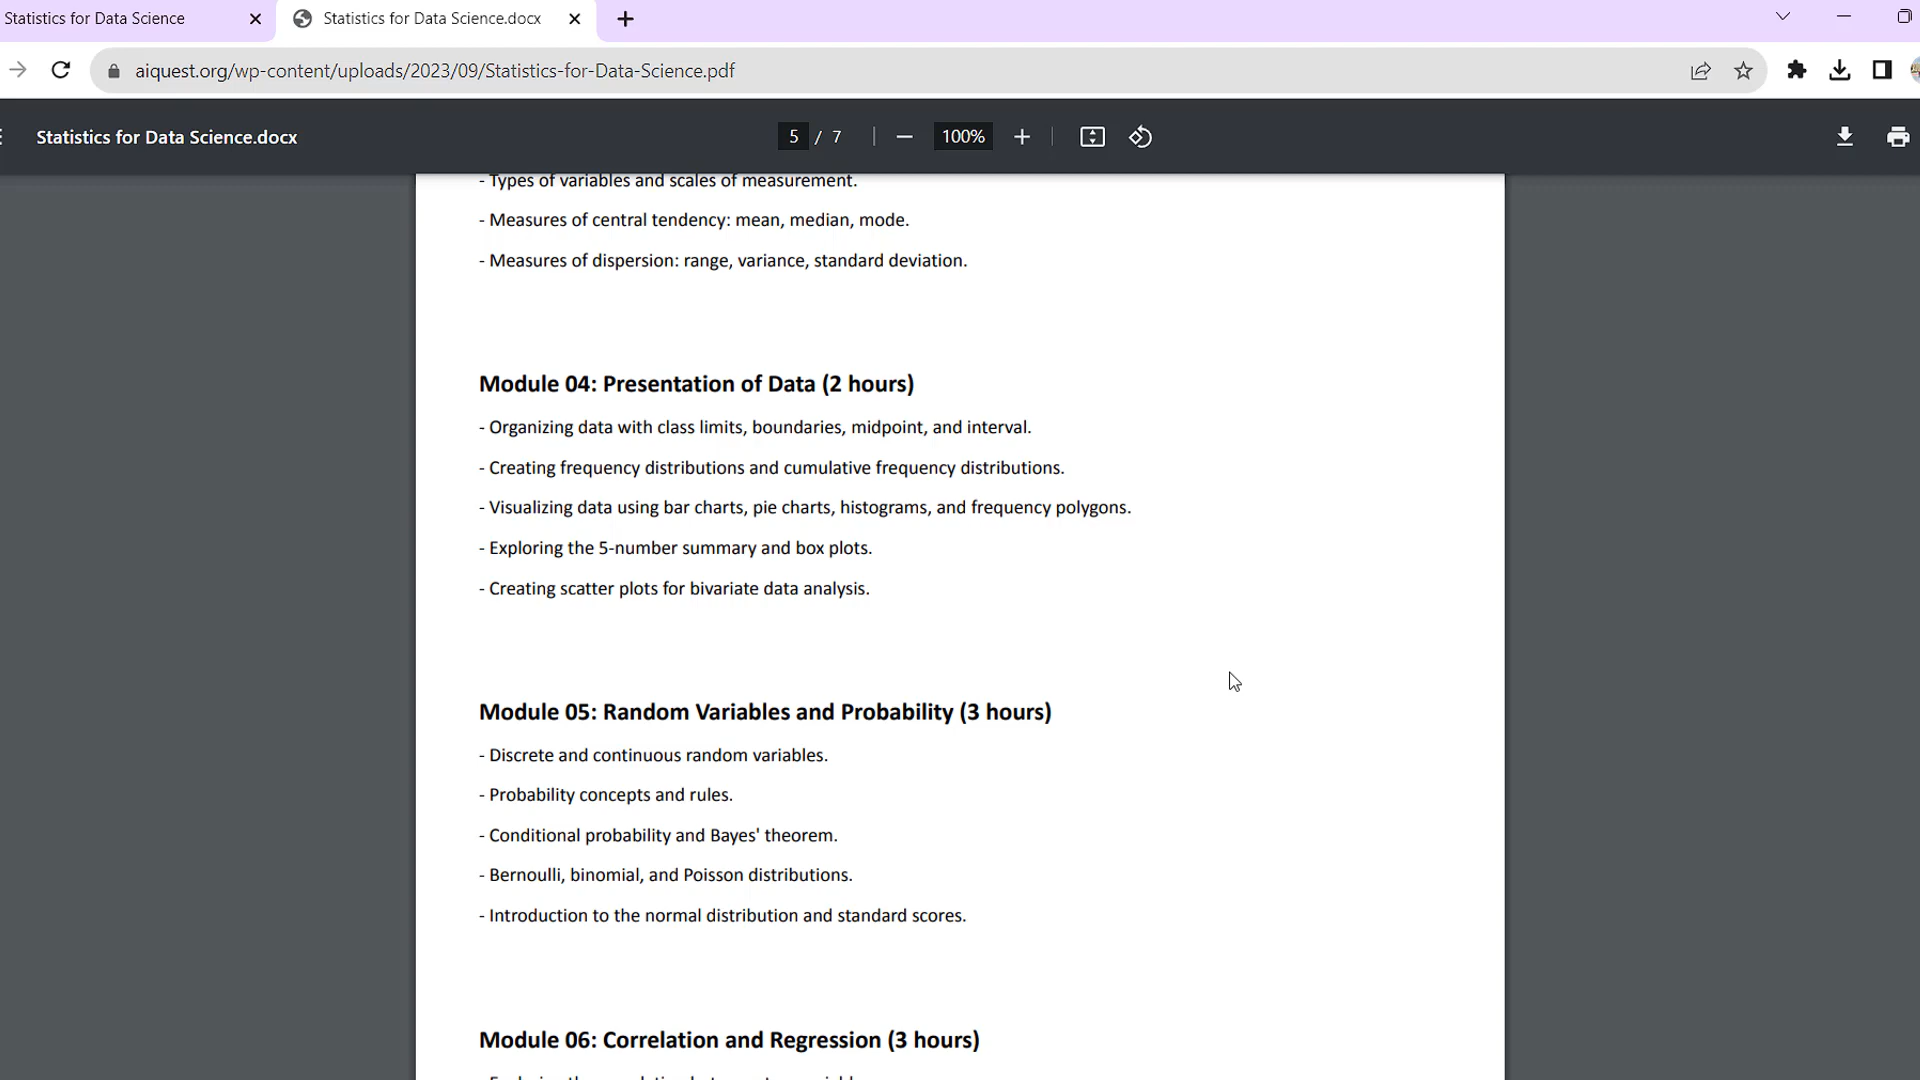 Statistics for Data Science
Statistics for Data Science.docx
aiquest.org/wp-content/uploads/2023/09/Statistics-for-Data-Science.pdf
Statistics for Data Science.docx
5 / 7
100%
- Types of variables and scales of measurement.
- Measures of central tendency: mean, median, mode.
- Measures of dispersion: range, variance, standard deviation.
Module 04: Presentation of Data (2 hours)
- Organizing data with class limits, boundaries, midpoint, and interval.
- Creating frequency distributions and cumulative frequency distributions.
- Visualizing data using bar charts, pie charts, histograms, and frequency polygons.
- Exploring the 5-number summary and box plots.
- Creating scatter plots for bivariate data analysis.
Module 05: Random Variables and Probability (3 hours)
- Discrete and continuous random variables.
- Probability concepts and rules.
- Conditional probability and Bayes' theorem.
- Bernoulli, binomial, and Poisson distributions.
- Introduction to the normal distribution and standard scores.
Module 06: Correlation and Regression (3 hours)